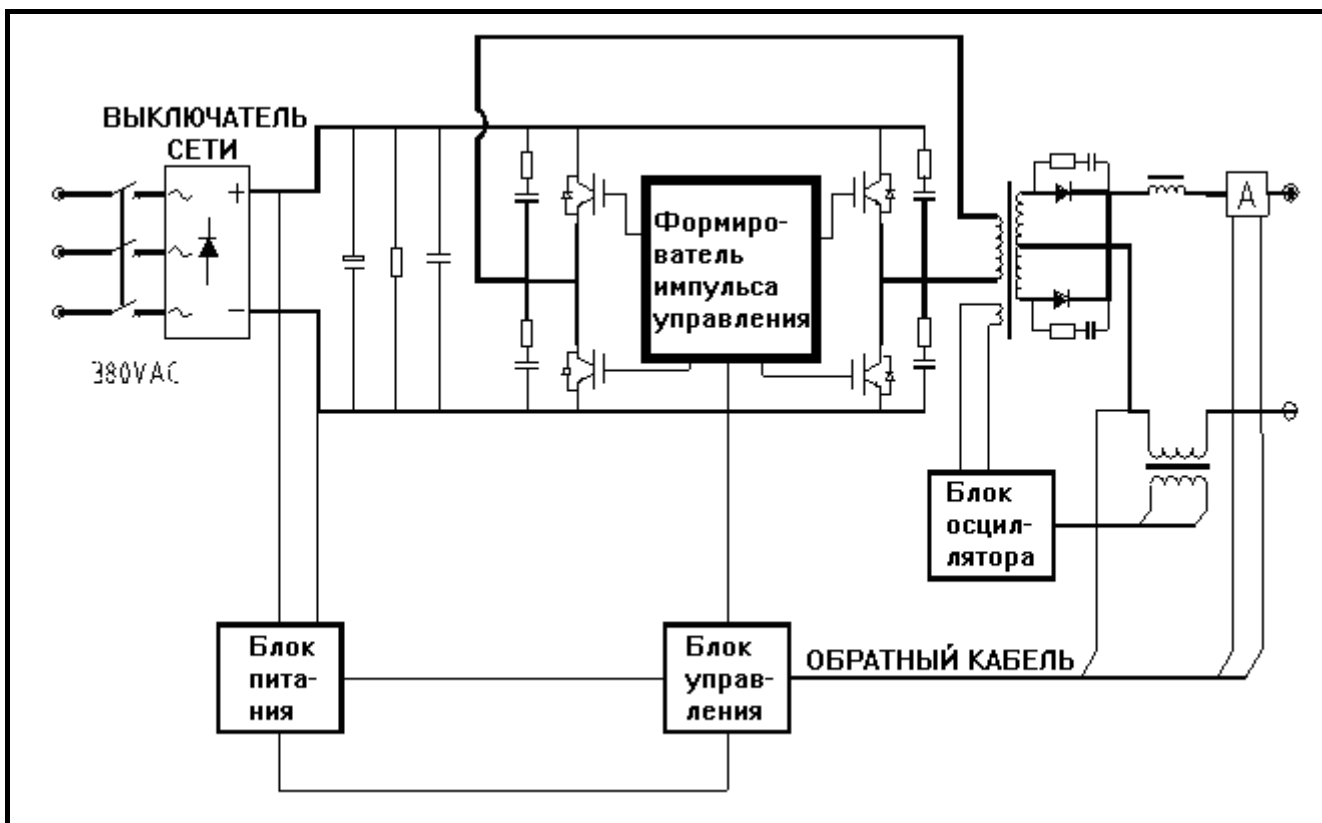 ВЫКЛЮЧАТЕЛЬ
СЕТИ
380VAC
+
−
Формиро-
ватель
импульса
управления
A
Блок
осцил-
лятора
Блок
пита-
ния
Блок
управ-
ления
ОБРАТНЫЙ КАБЕЛЬ